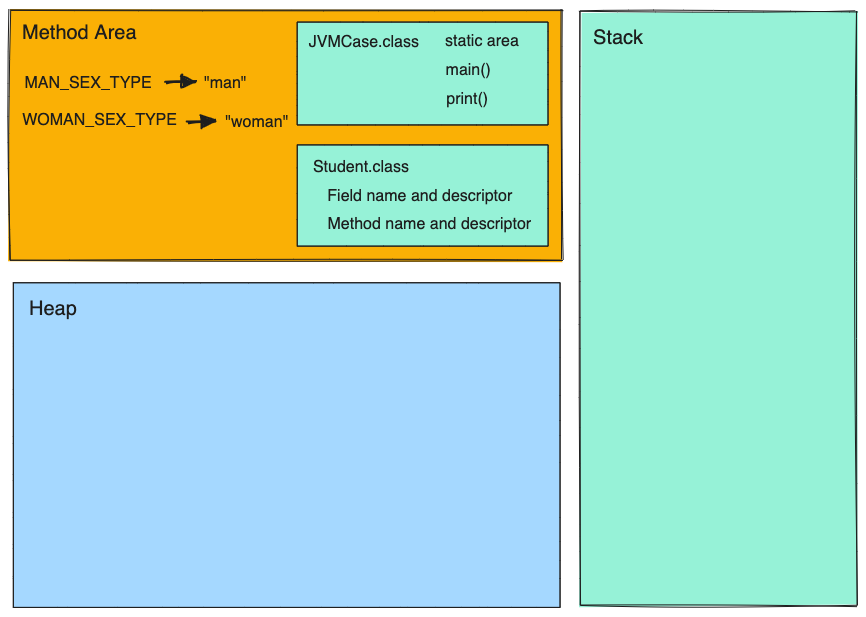 Method Area
MAN_SEX_TYPE "man"
WOMAN_SEX_TYPE "woman"
JVMCase.class static area
main()
print()
Student.class
Field name and descriptor
Method name and descriptor
Heap
Stack